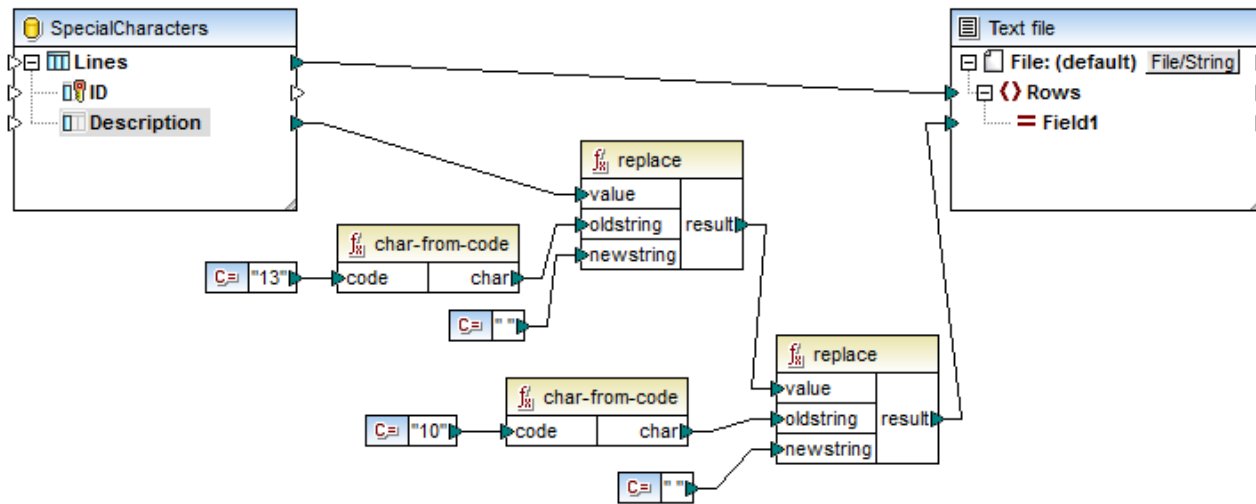 SpecialCharacters
Lines
ID
Description
Text file
File: (default) File/String
Rows
Field1
replace
value
oldstring
newstring
result
char-from-code
code
char
C= "13"
C= " "
replace
value
oldstring
newstring
result
char-from-code
code
char
C= "10"
C= " "